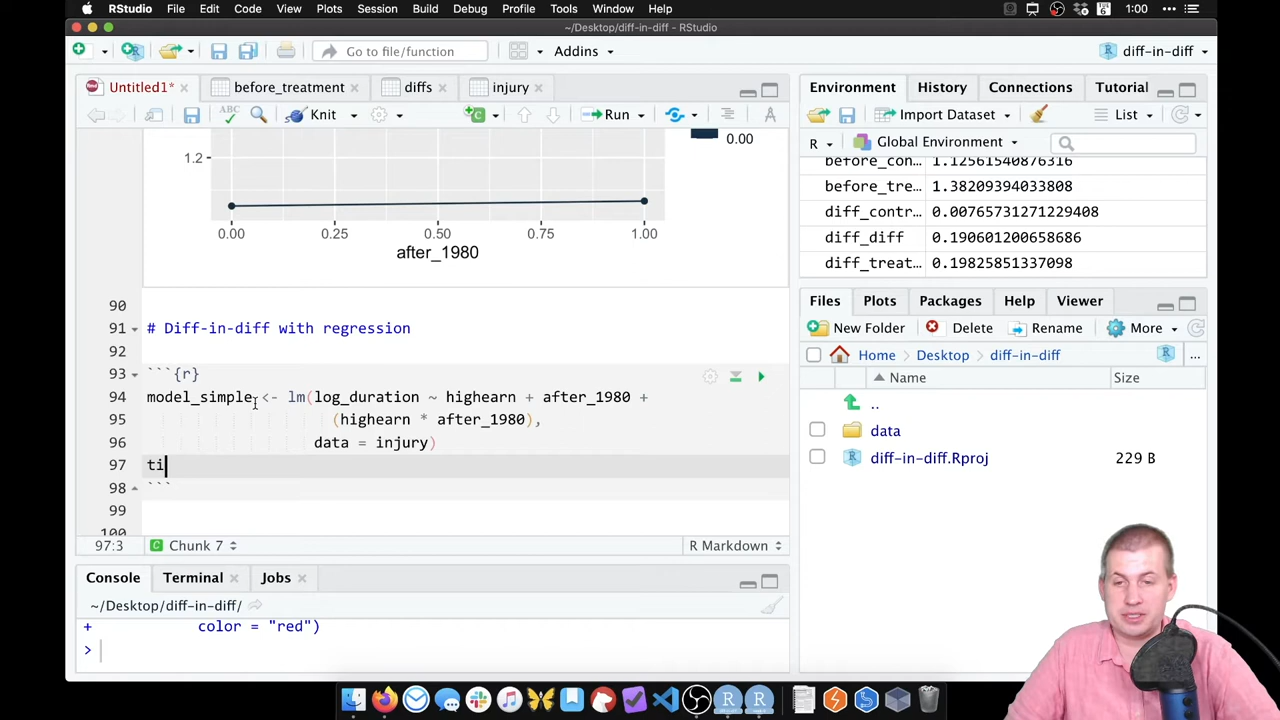 RStudio File Edit Code View Plots Session Build Debug Profile Tools Window Help 1:00
~/Desktop/diff-in-diff - RStudio
Go to file/function Addins diff-in-diff
Untitled1* before_treatment diffs injury
ABC Knit Run
1.2
0.00
0.00 0.25 0.50 0.75 1.00
after_1980
90
91 # Diff-in-diff with regression
92
93 ```{r}
94 model_simple <- lm(log_duration ~ highearn + after_1980 +
95 (highearn * after_1980),
96 data = injury)
97 ti
98 ```
99
100
97:3 Chunk 7 R Markdown
Console Terminal Jobs
~/Desktop/diff-in-diff/
+ color = "red")
>
Environment History Connections Tutorial
Import Dataset List
R Global Environment
before_con… 1.12561540876316
before_tre… 1.38209394033808
diff_contr… 0.00765731271229408
diff_diff 0.190601200658686
diff_treat… 0.19825851337098
Files Plots Packages Help Viewer
New Folder Delete Rename More
Home Desktop diff-in-diff ...
Name Size
..
data
diff-in-diff.Rproj 229 B